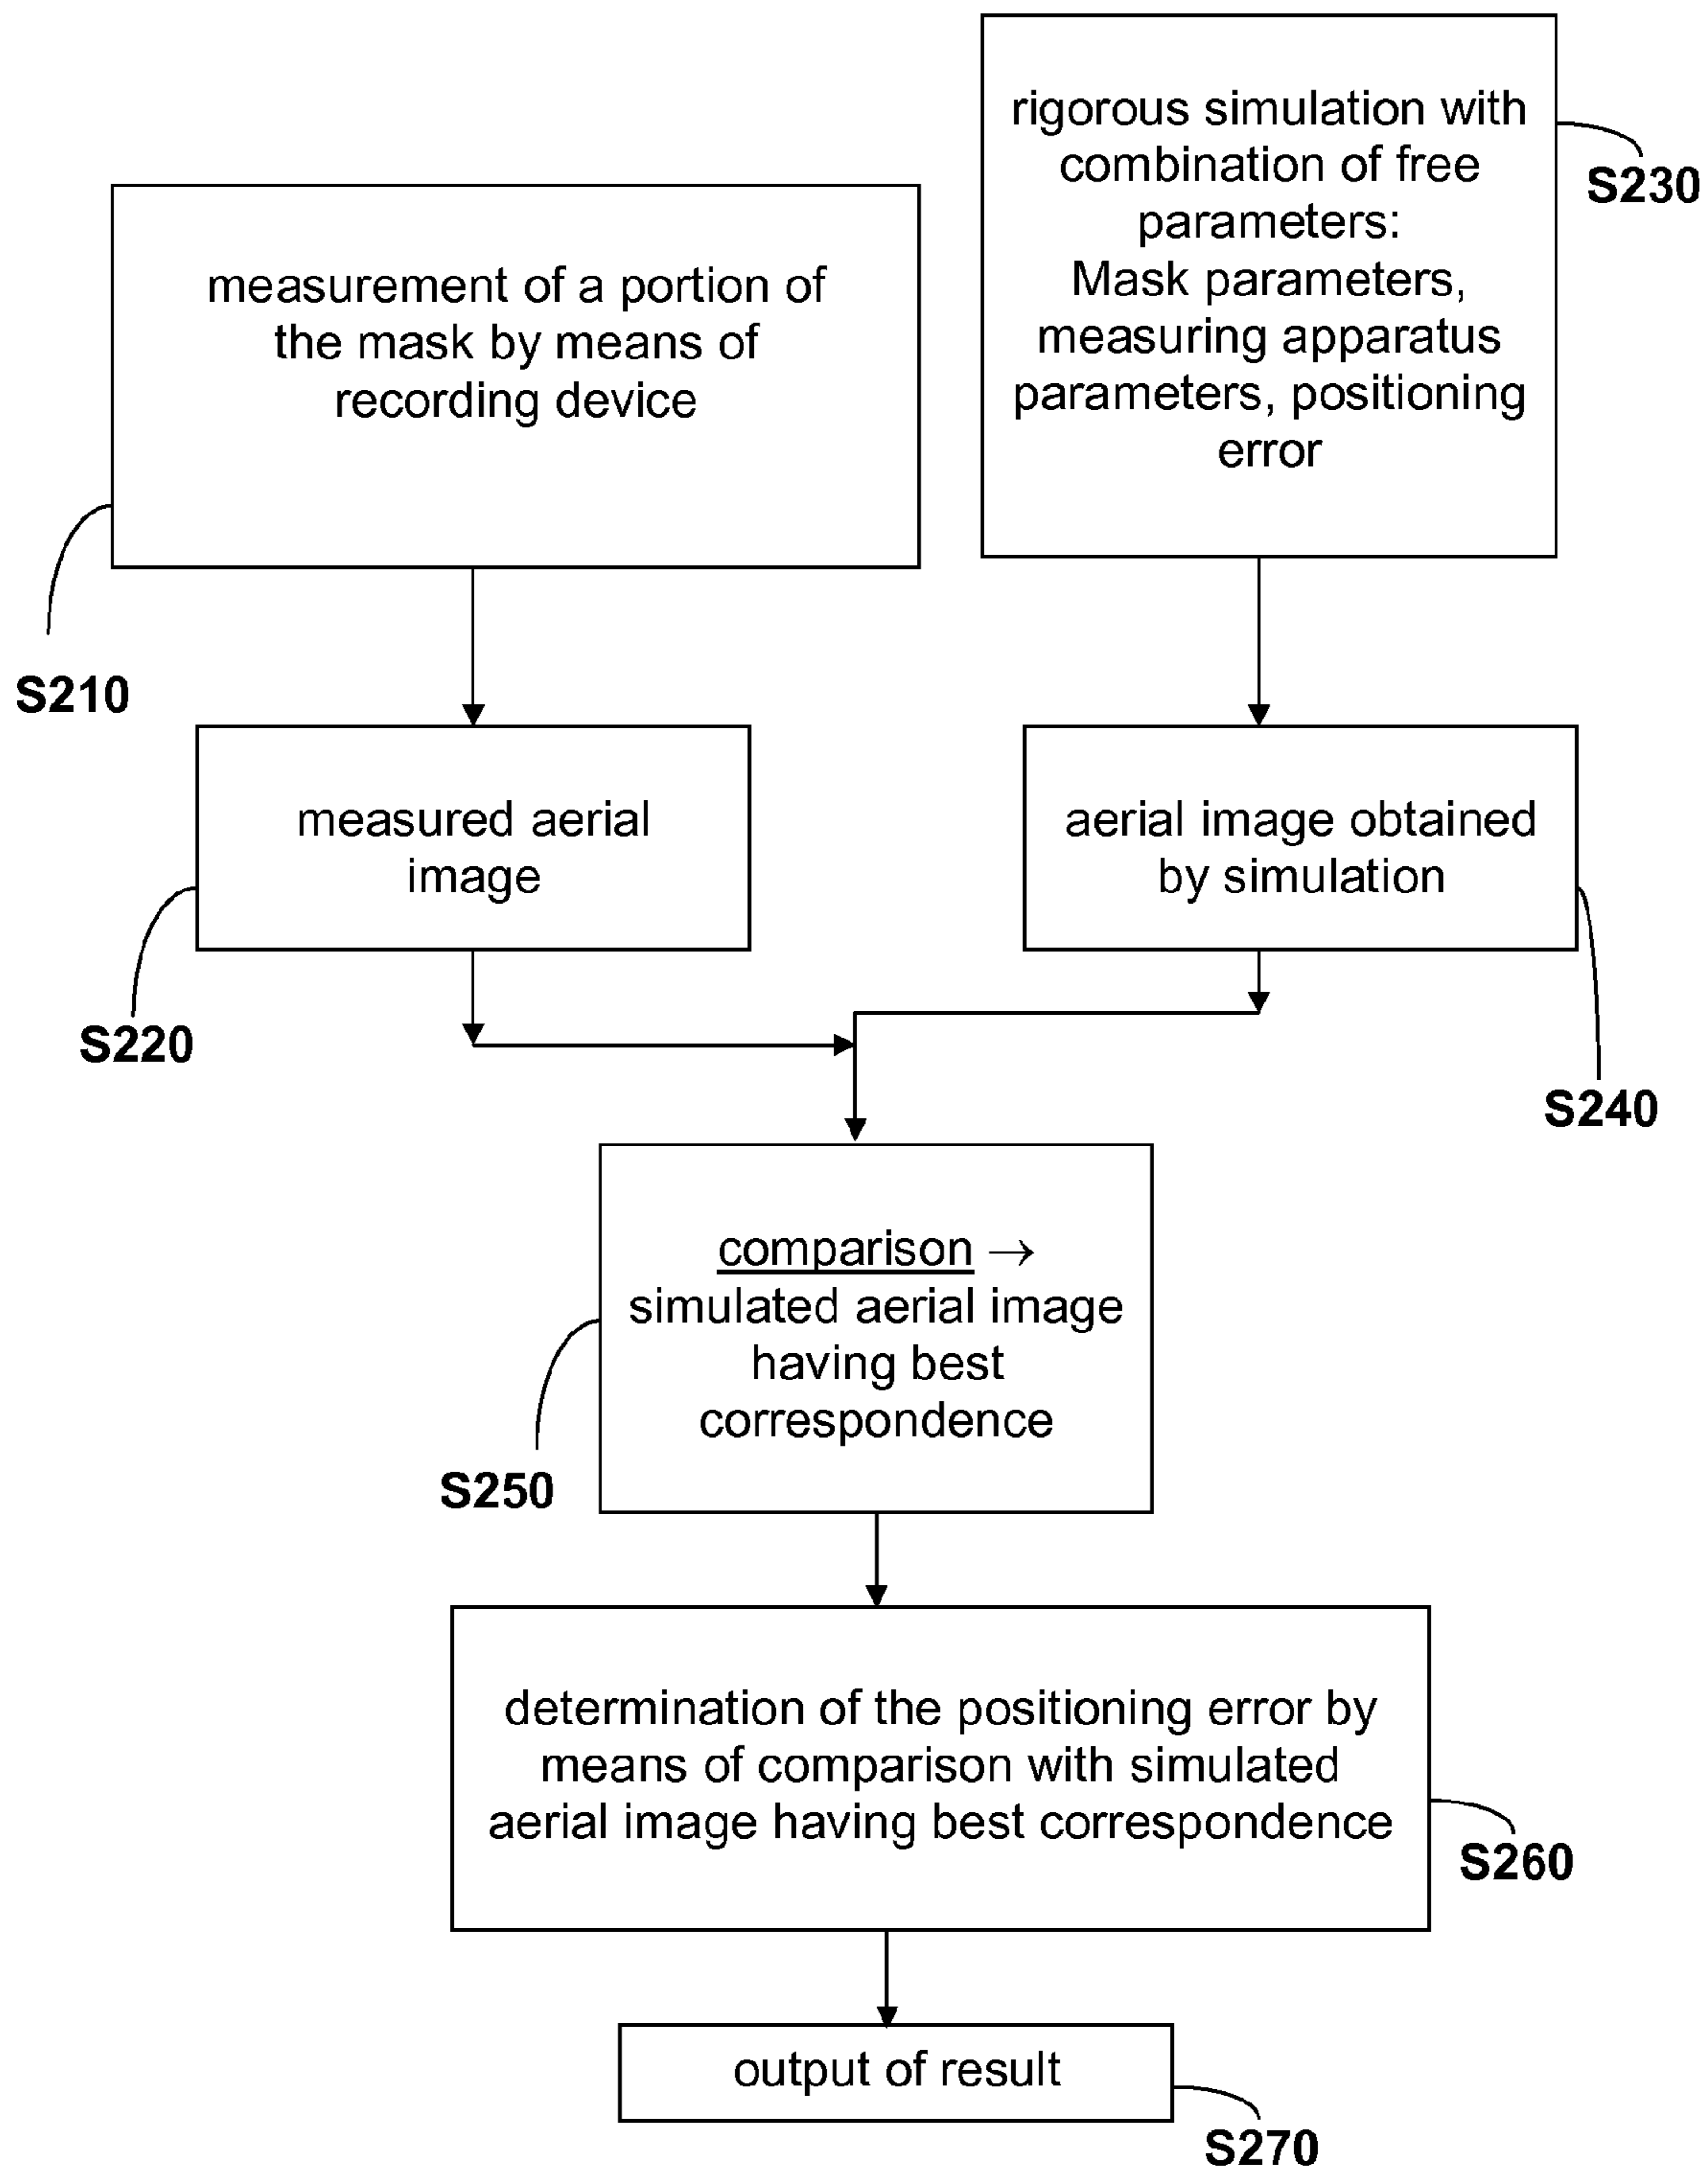 measurement of a portion of
the mask by means of
recording device
S210
rigorous simulation with
combination of free
parameters:
Mask parameters,
measuring apparatus
parameters, positioning
error
S230
measured aerial
image
S220
aerial image obtained
by simulation
S240
comparison →
simulated aerial image
having best
correspondence
S250
determination of the positioning error by
means of comparison with simulated
aerial image having best correspondence
S260
output of result
S270